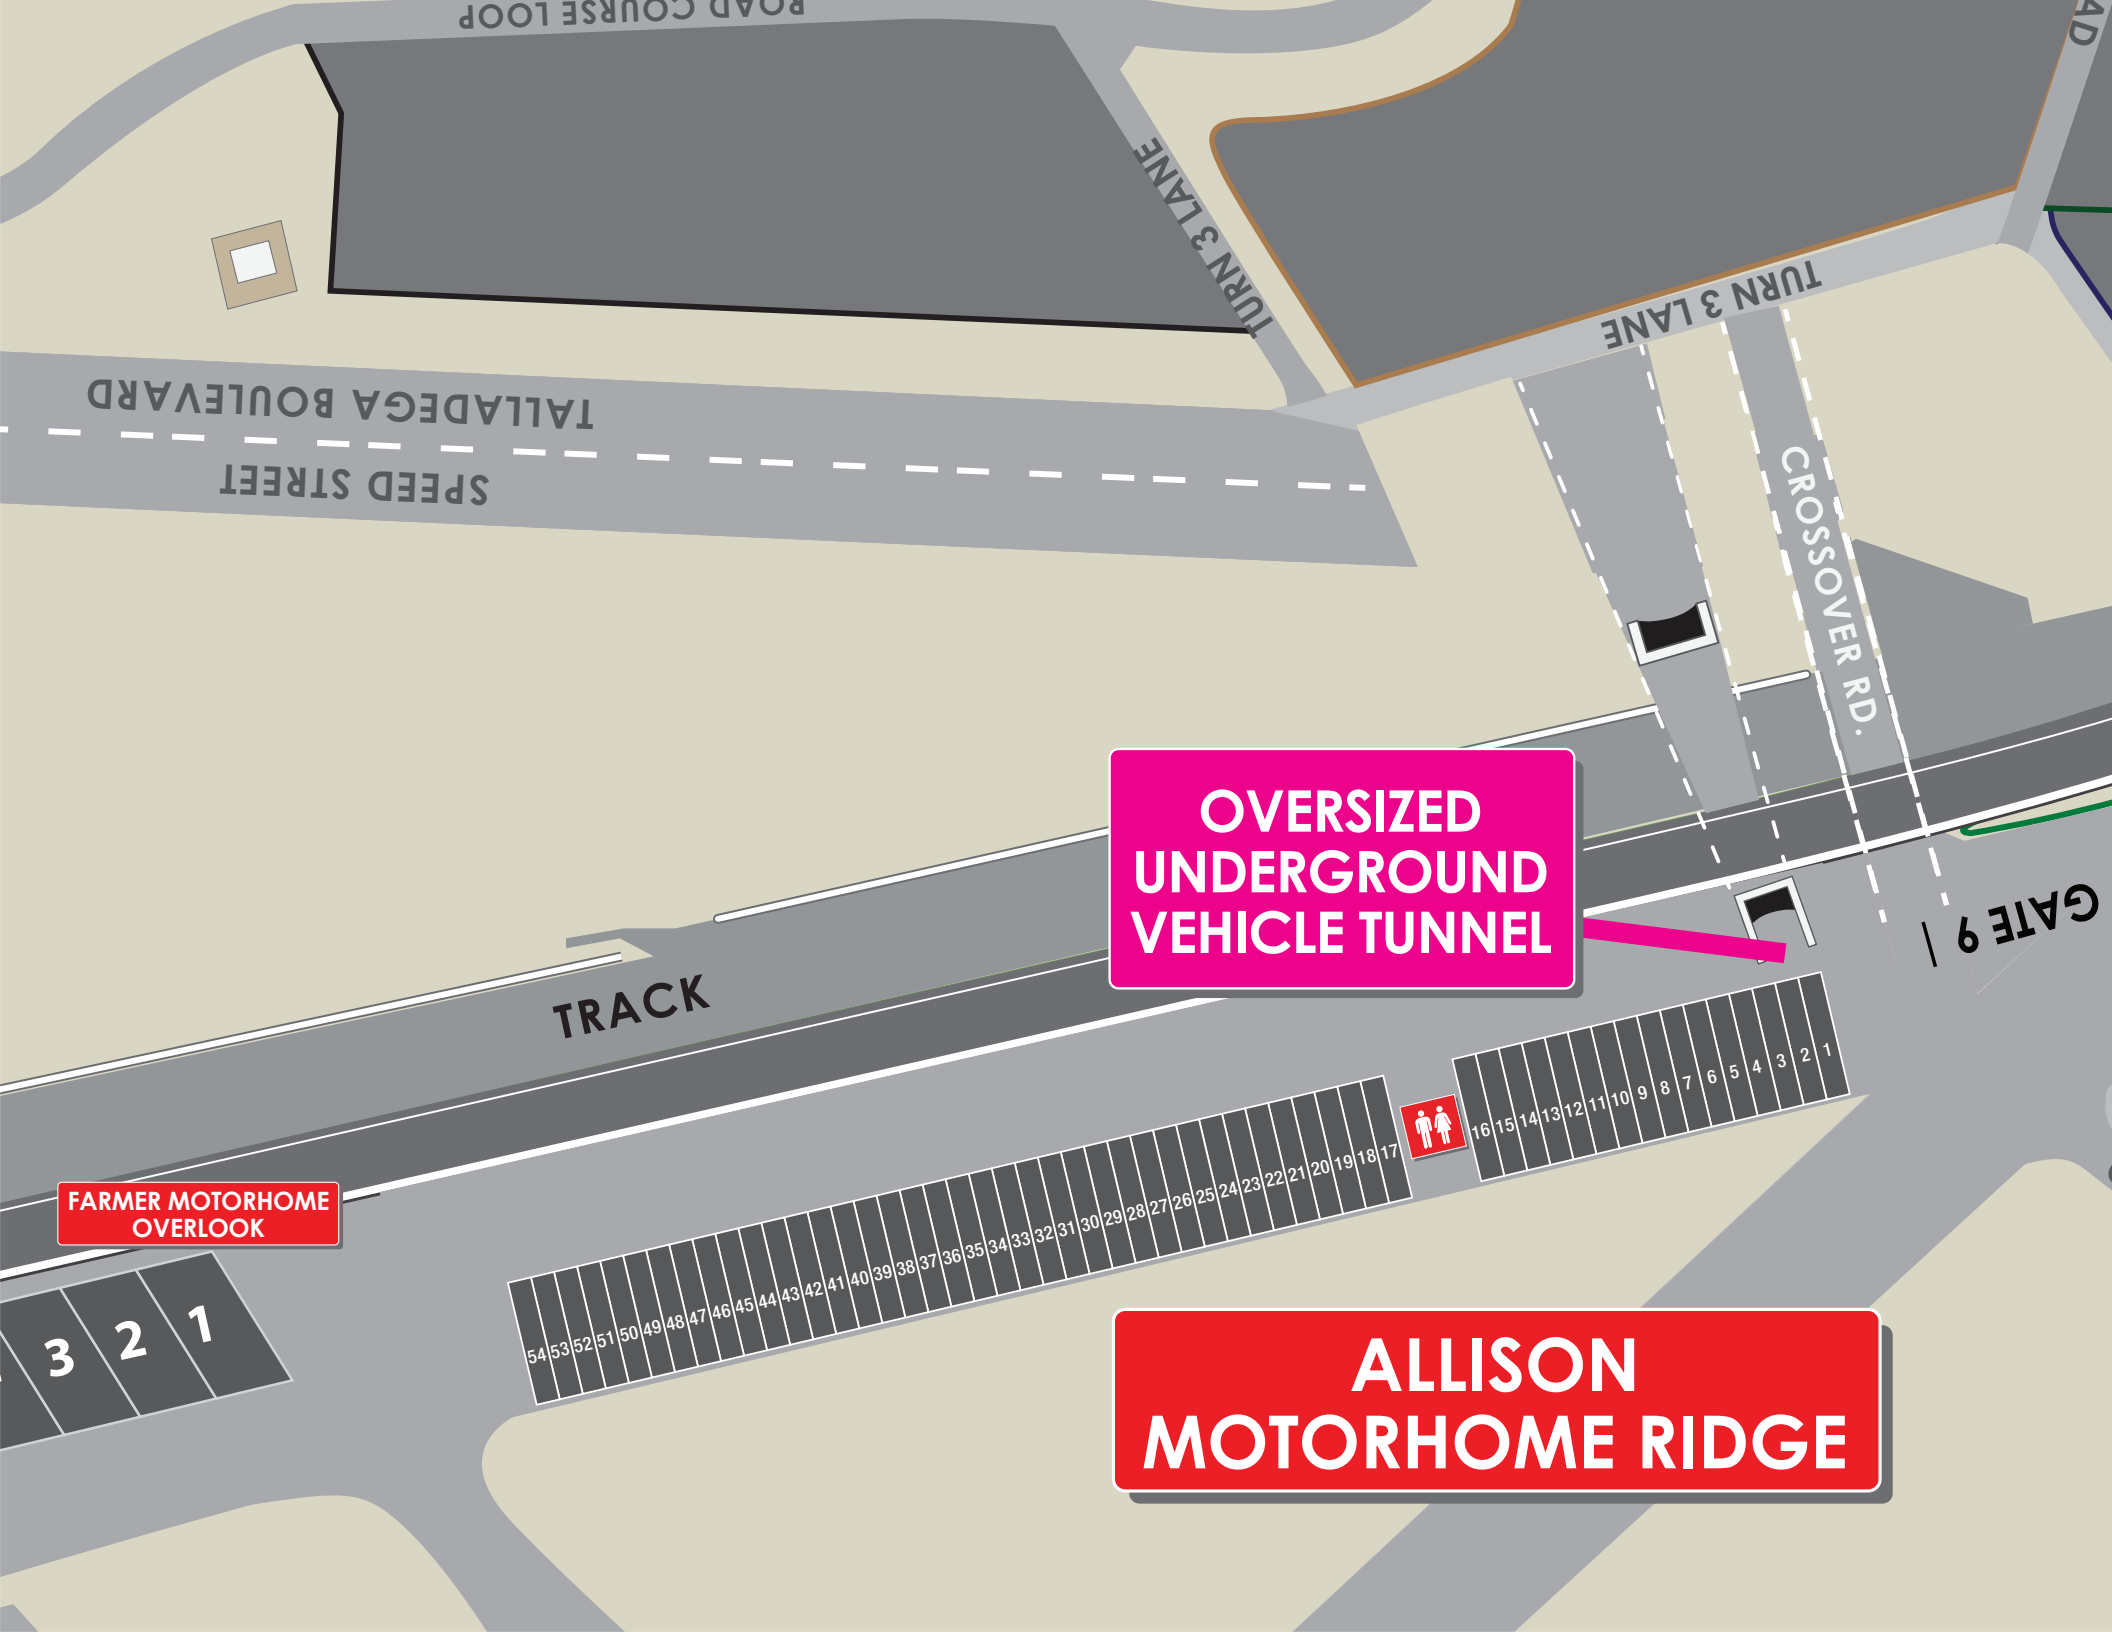 ROAD COURSE LOOP
TURN 3 LANE
TURN 3 LANE
TALLADEGA BOULEVARD
SPEED STREET
CROSSOVER RD.
OVERSIZED
UNDERGROUND
VEHICLE TUNNEL
GATE 9
TRACK
16 15 14 13 12 11 10 9 8 7 6 5 4 3 2 1
54 53 52 51 50 49 48 47 46 45 44 43 42 41 40 39 38 37 36 35 34 33 32 31 30 29 28 27 26 25 24 23 22 21 20 19 18 17
FARMER MOTORHOME
OVERLOOK
3 2 1
ALLISON
MOTORHOME RIDGE